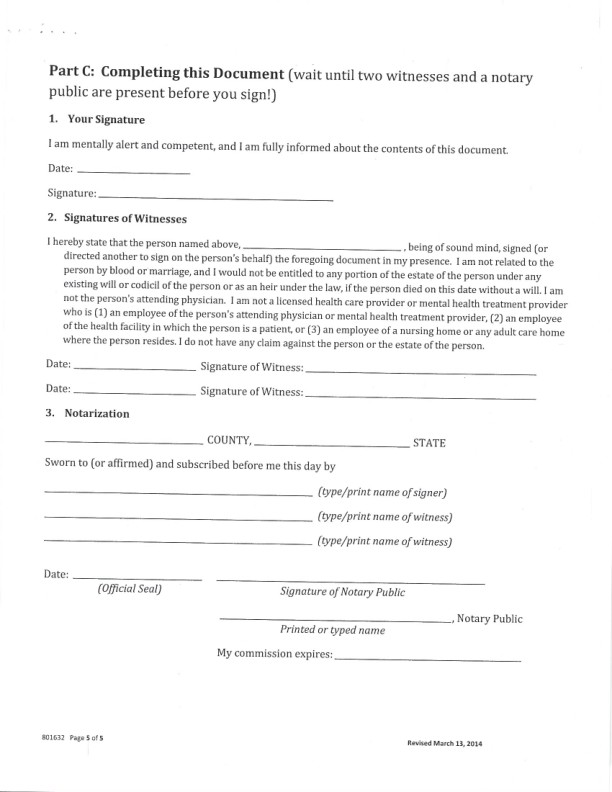 Part C: Completing this Document (wait until two witnesses and a notary
public are present before you sign!)
1. Your Signature
I am mentally alert and competent, and I am fully informed about the contents of this document.
Date: ____________________
Signature: ____________________
2. Signatures of Witnesses
I hereby state that the person named above, ____________________, being of sound mind, signed (or
directed another to sign on the person's behalf) the foregoing document in my presence. I am not related to the
person by blood or marriage, and I would not be entitled to any portion of the estate of the person under any
existing will or codicil of the person or as an heir under the law, if the person died on this date without a will. I am
not the person's attending physician. I am not a licensed health care provider or mental health treatment provider
who is (1) an employee of the person's attending physician or mental health treatment provider, (2) an employee
of the health facility in which the person is a patient, or (3) an employee of a nursing home or any adult care home
where the person resides. I do not have any claim against the person or the estate of the person.
Date: ____________________ Signature of Witness: ____________________
Date: ____________________ Signature of Witness: ____________________
3. Notarization
____________________ COUNTY, ____________________ STATE
Sworn to (or affirmed) and subscribed before me this day by
____________________ (type/print name of signer)
____________________ (type/print name of witness)
____________________ (type/print name of witness)
Date: ____________________ ____________________
(Official Seal) Signature of Notary Public
____________________, Notary Public
Printed or typed name
My commission expires: ____________________
801632 Page 5 of 5 Revised March 13, 2014